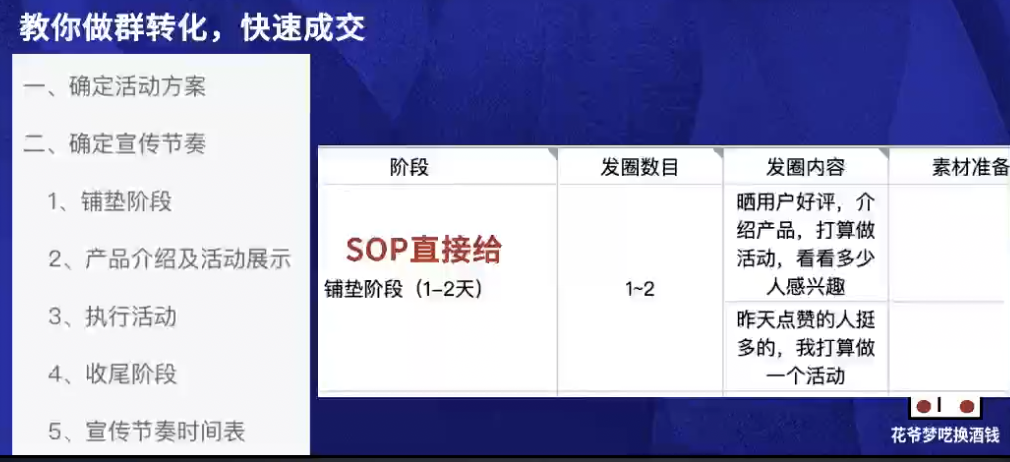 教你做群转化，快速成交
一、确定活动方案
二、确定宣传节奏
1、铺垫阶段
2、产品介绍及活动展示
3、执行活动
4、收尾阶段
5、宣传节奏时间表
阶段
发圈数目
发圈内容
素材准备
SOP直接给
铺垫阶段（1-2天）
1~2
晒用户好评，介
绍产品，打算做
活动，看看多少
人感兴趣
昨天点赞的人挺
多的，我打算做
一个活动
花爷梦呓换酒钱